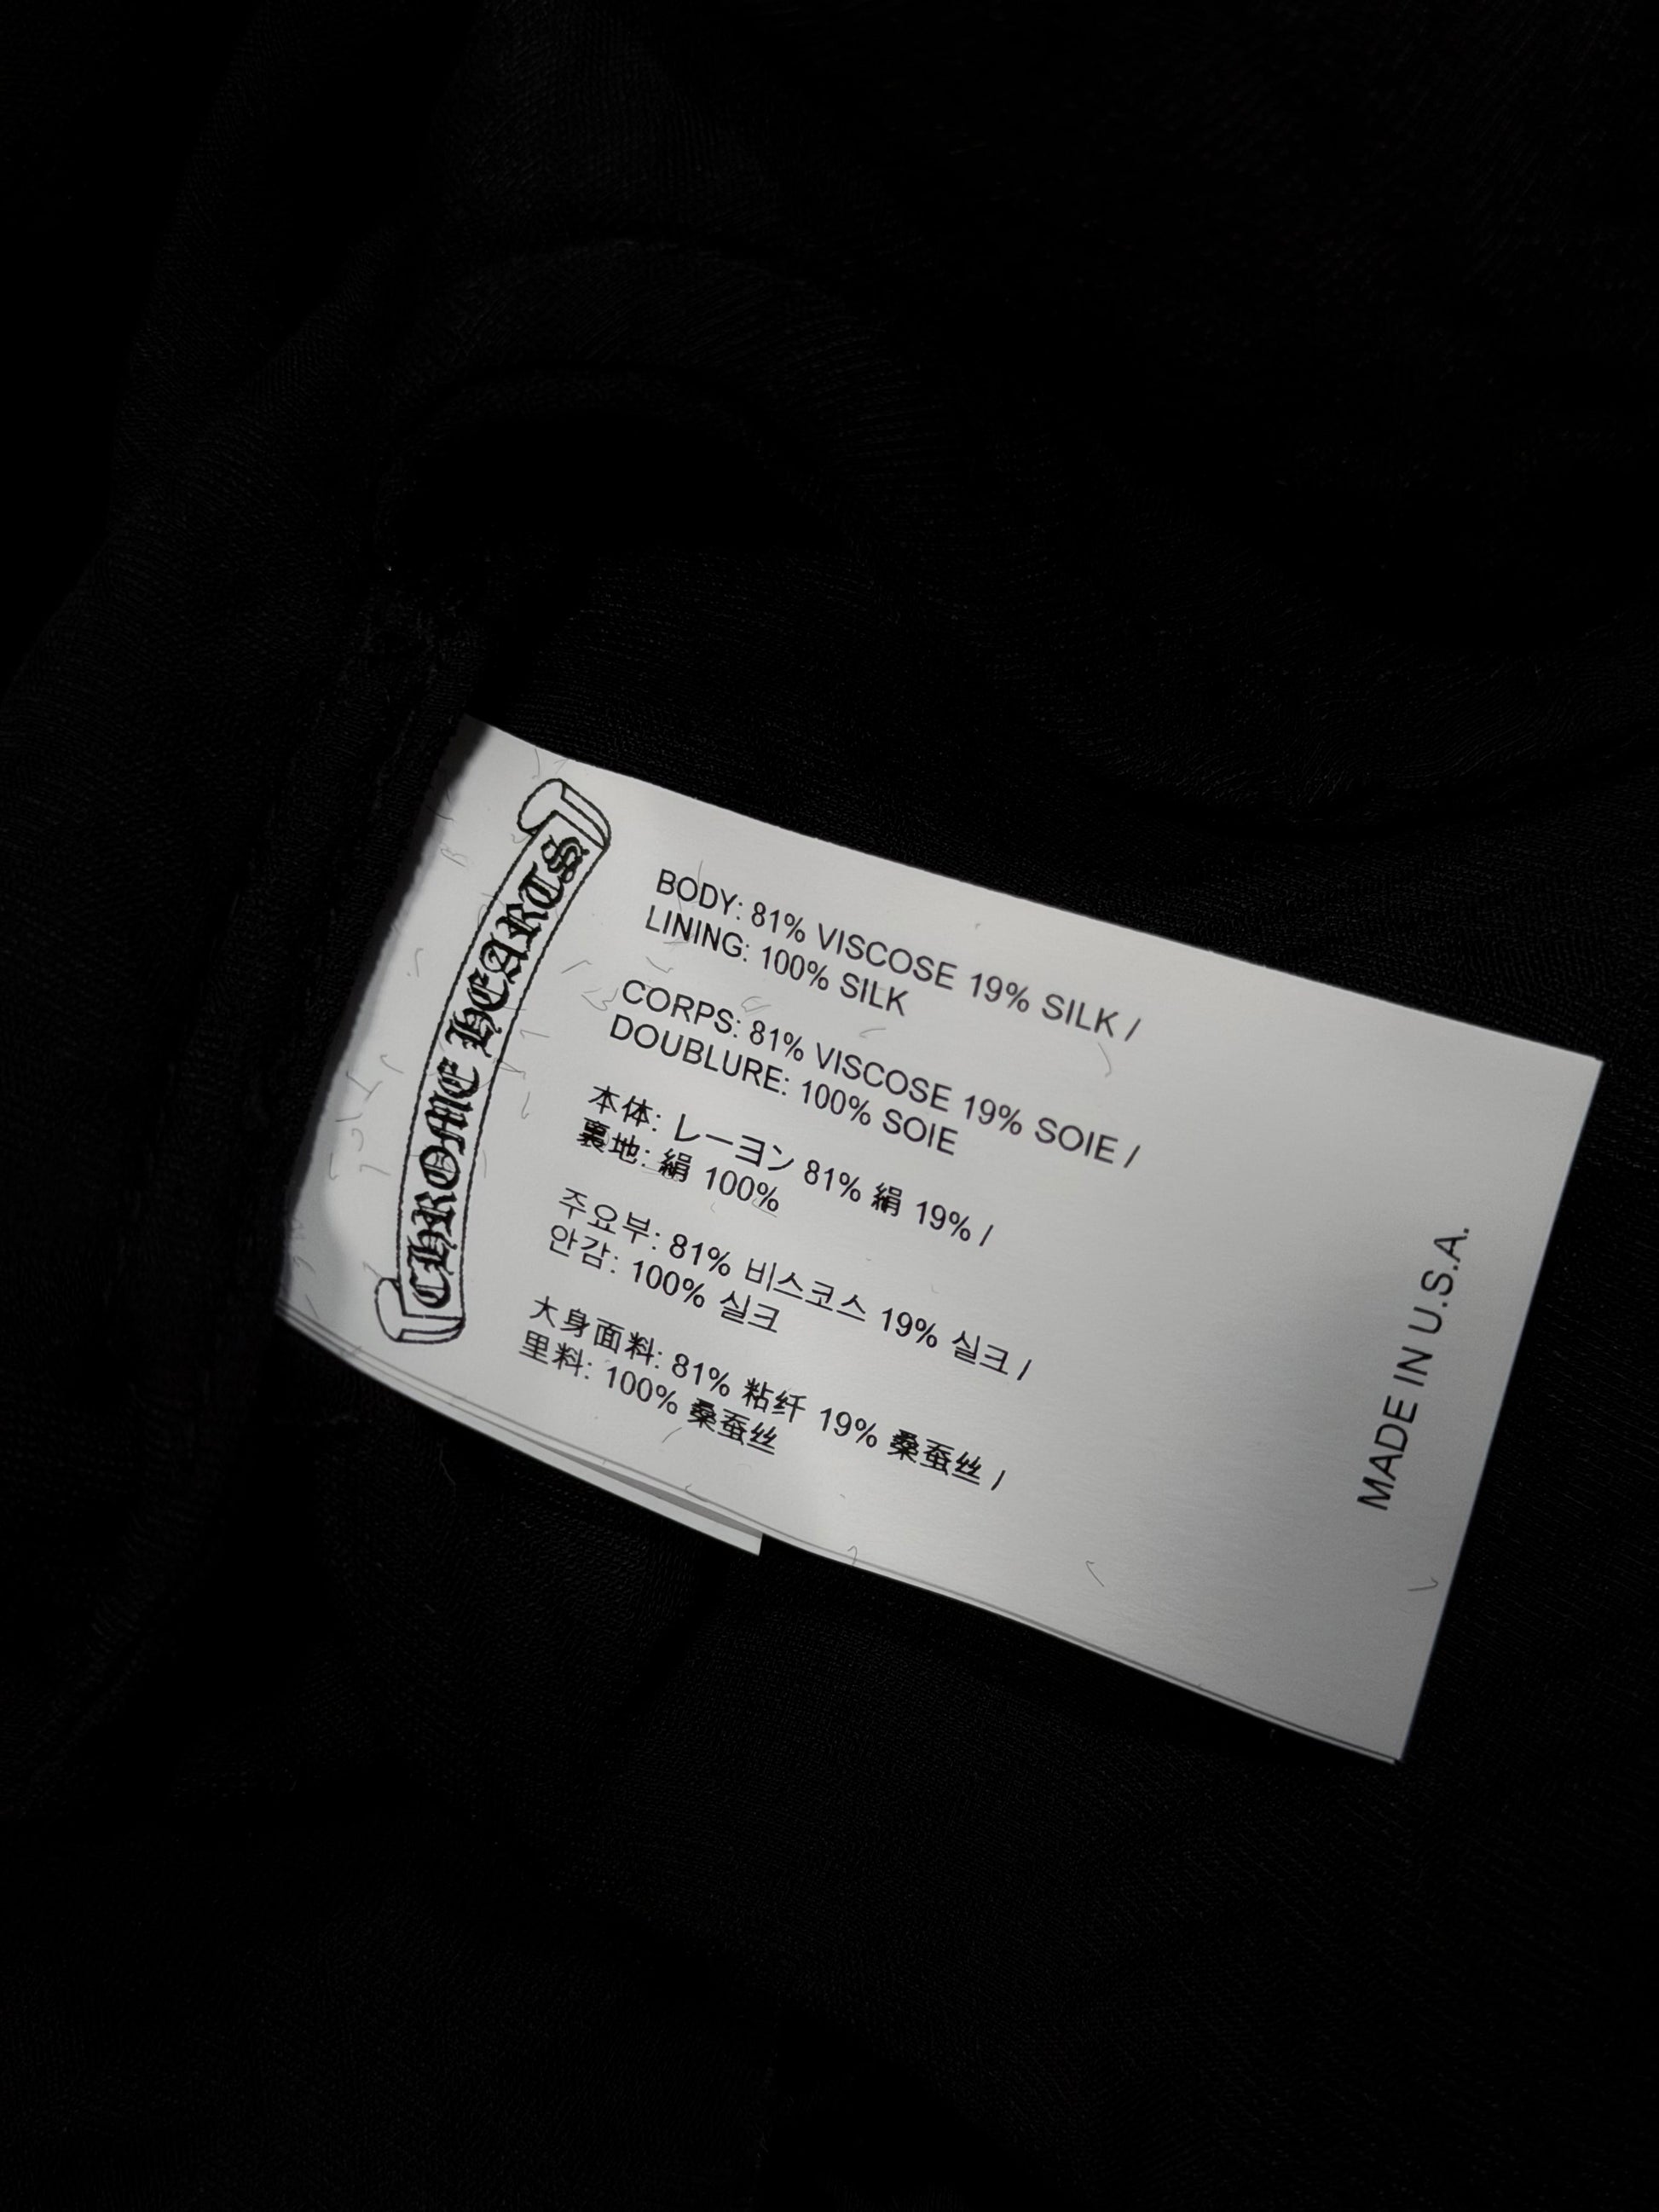 CHROME HEARTS
BODY: 81% VISCOSE 19% SILK /
LINING: 100% SILK
CORPS: 81% VISCOSE 19% SOIE /
DOUBLURE: 100% SOIE
本体: レーヨン 81% 絹 19% /
裏地: 絹 100%
주요부: 81% 비스코스 19% 실크 /
안감: 100% 실크
大身面料: 81% 粘纤 19% 桑蚕丝 /
里料: 100% 桑蚕丝
MADE IN U.S.A.